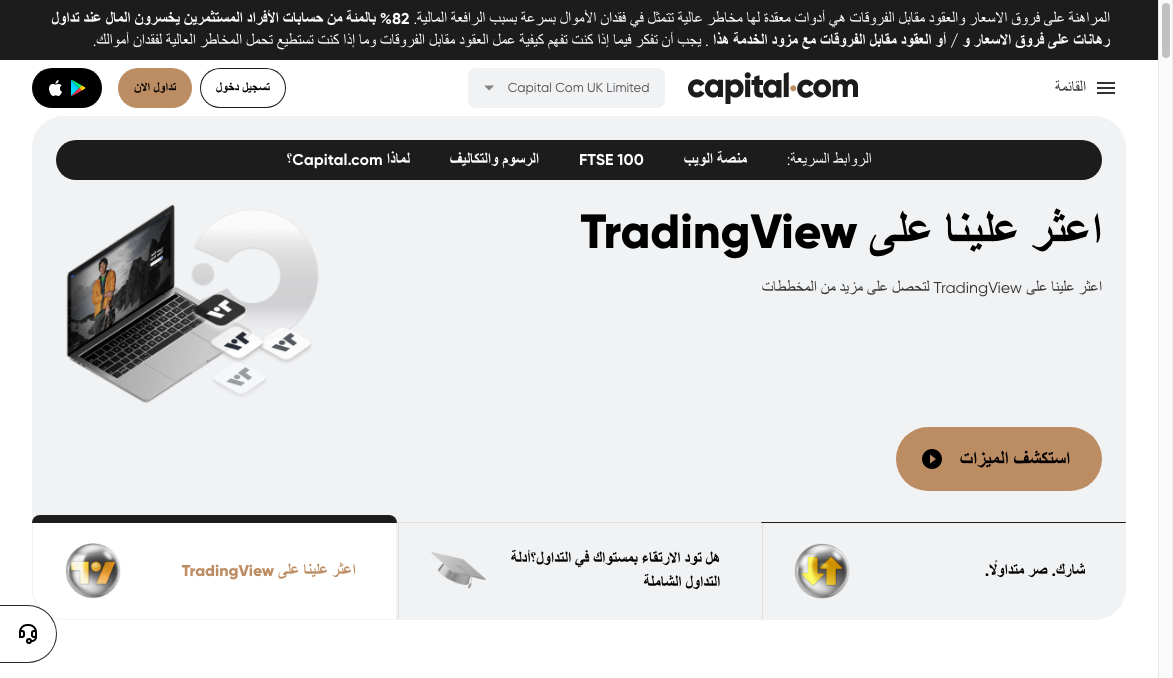 المراهنة على فروق الاسعار والعقود مقابل الفروقات هي أدوات معقدة لها مخاطر عالية تتمثل في فقدان الأموال بسرعة بسبب الرافعة المالية. 82% بالمئة من حسابات الأفراد المستثمرين يخسرون المال عند تداول
رهانات على فروق الاسعار و / أو العقود مقابل الفروقات مع مزود الخدمة هذا . يجب أن تفكر فيما إذا كنت تفهم كيفية عمل العقود مقابل الفروقات وما إذا كنت تستطيع تحمل المخاطر العالية لفقدان أموالك.
القائمة
capital.com
Capital Com UK Limited
تسجيل دخول
تداول الان
الروابط السريعة:
منصة الويب
FTSE 100
الرسوم والتكاليف
لماذا Capital.com؟
اعثر علينا على TradingView
اعثر علينا على TradingView لتحصل على مزيد من المخططات
استكشف الميزات
شارك. صر متداولًا.
هل تود الارتقاء بمستواك في التداول؟أدلة
التداول الشاملة
اعثر علينا على TradingView